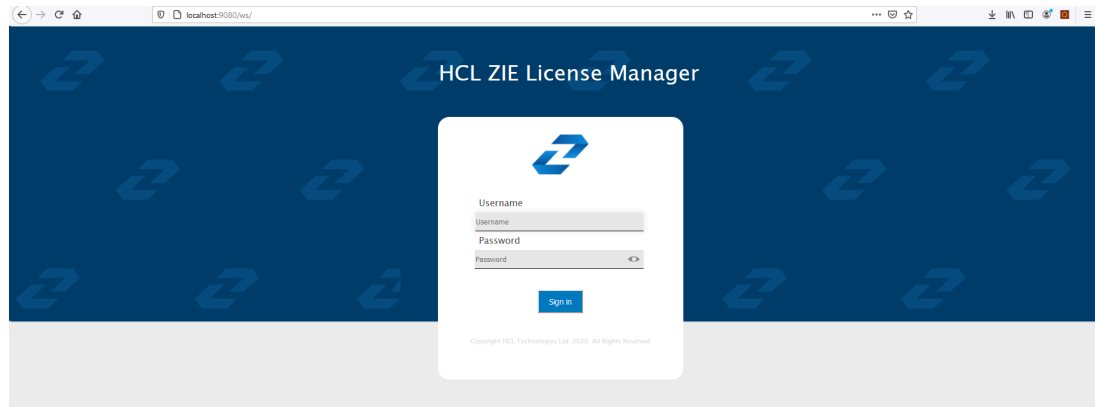 localhost:9080/ws/
HCL ZIE License Manager
Username
Username
Password
Password
Sign in
Copyright HCL Technologies Ltd. 2020. All Rights Reserved